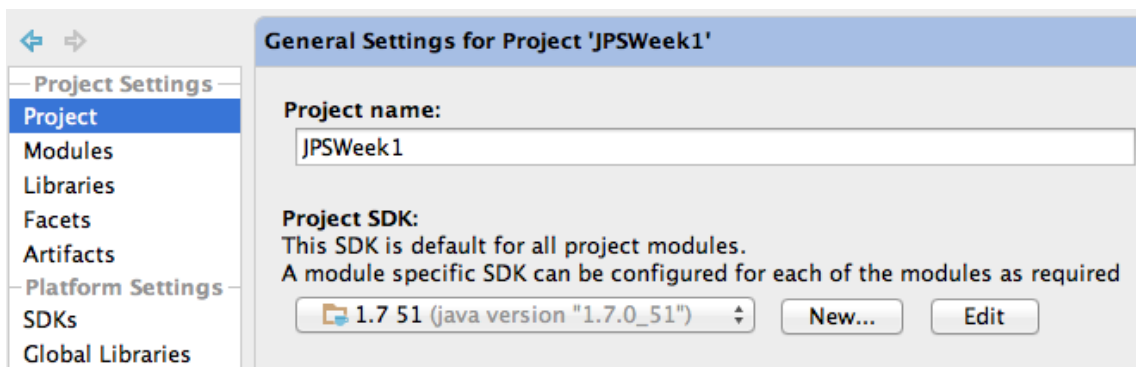 Project Settings
Project
Modules
Libraries
Facets
Artifacts
Platform Settings
SDKs
Global Libraries
General Settings for Project 'JPSWeek1'
Project name:
JPSWeek1
Project SDK:
This SDK is default for all project modules.
A module specific SDK can be configured for each of the modules as required
1.7 51 (java version "1.7.0_51") New... Edit